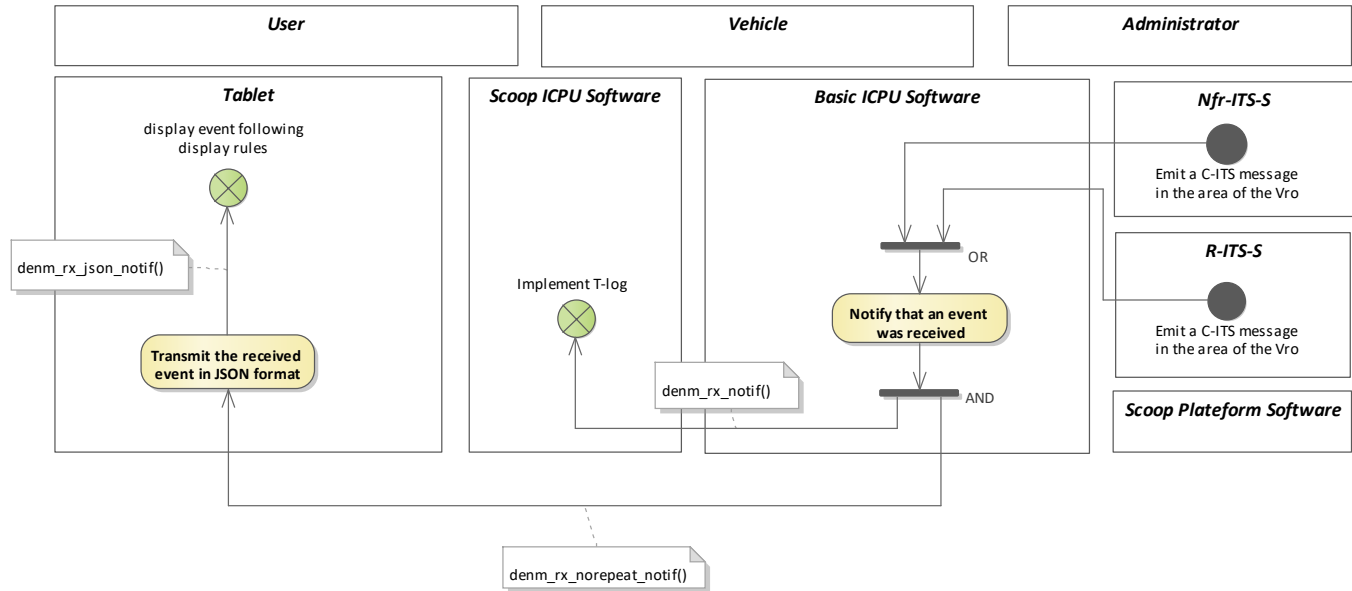 User
Vehicle
Administrator
Tablet
display event following
display rules
denm_rx_json_notif()
Transmit the received
event in JSON format
Scoop ICPU Software
Implement T-log
denm_rx_notif()
Basic ICPU Software
OR
Notify that an event
was received
AND
Nfr-ITS-S
Emit a C-ITS message
in the area of the Vro
R-ITS-S
Emit a C-ITS message
in the area of the Vro
Scoop Plateform Software
denm_rx_norepeat_notif()